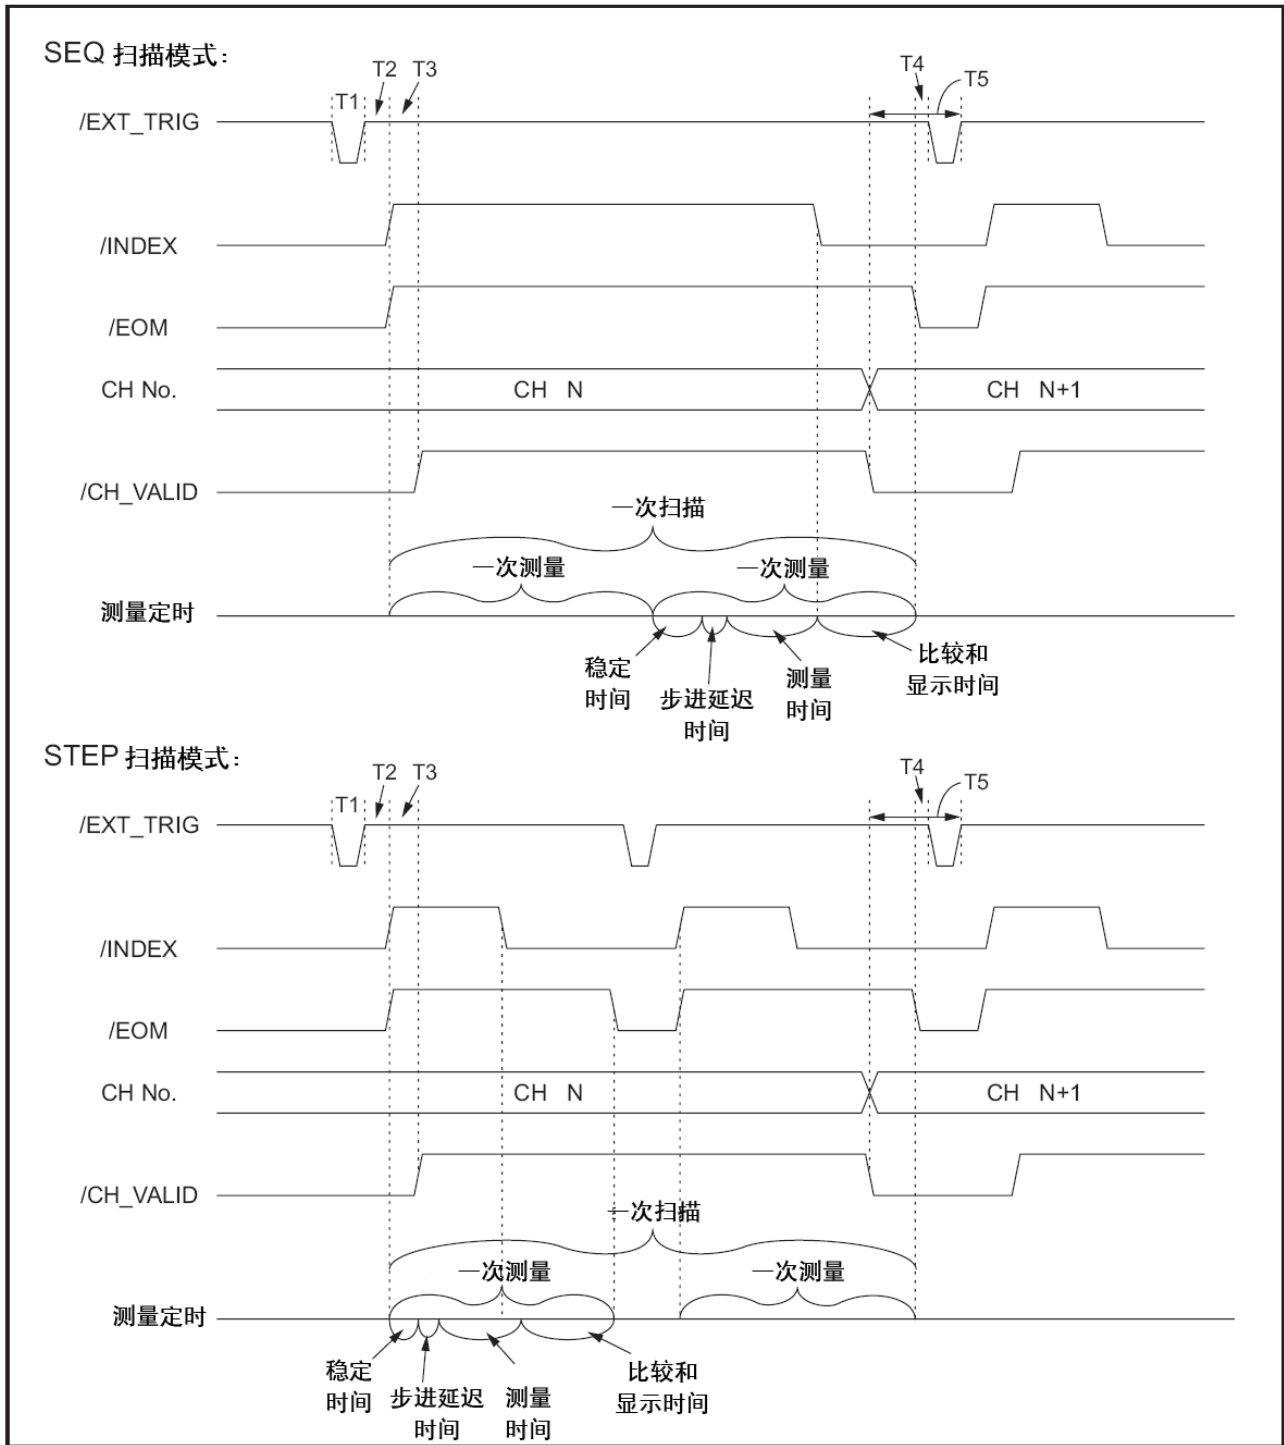 SEQ 扫描模式：
T1 T2 T3 T4 T5
/EXT_TRIG
/INDEX
/EOM
CH No. CH N CH N+1
/CH_VALID
一次扫描
一次测量 一次测量
测量定时
稳定
时间
步进延迟
时间
测量
时间
比较和
显示时间
STEP 扫描模式：
T1 T2 T3 T4 T5
/EXT_TRIG
/INDEX
/EOM
CH No. CH N CH N+1
/CH_VALID
一次扫描
一次测量 一次测量
测量定时
稳定
时间
步进延迟
时间
测量
时间
比较和
显示时间